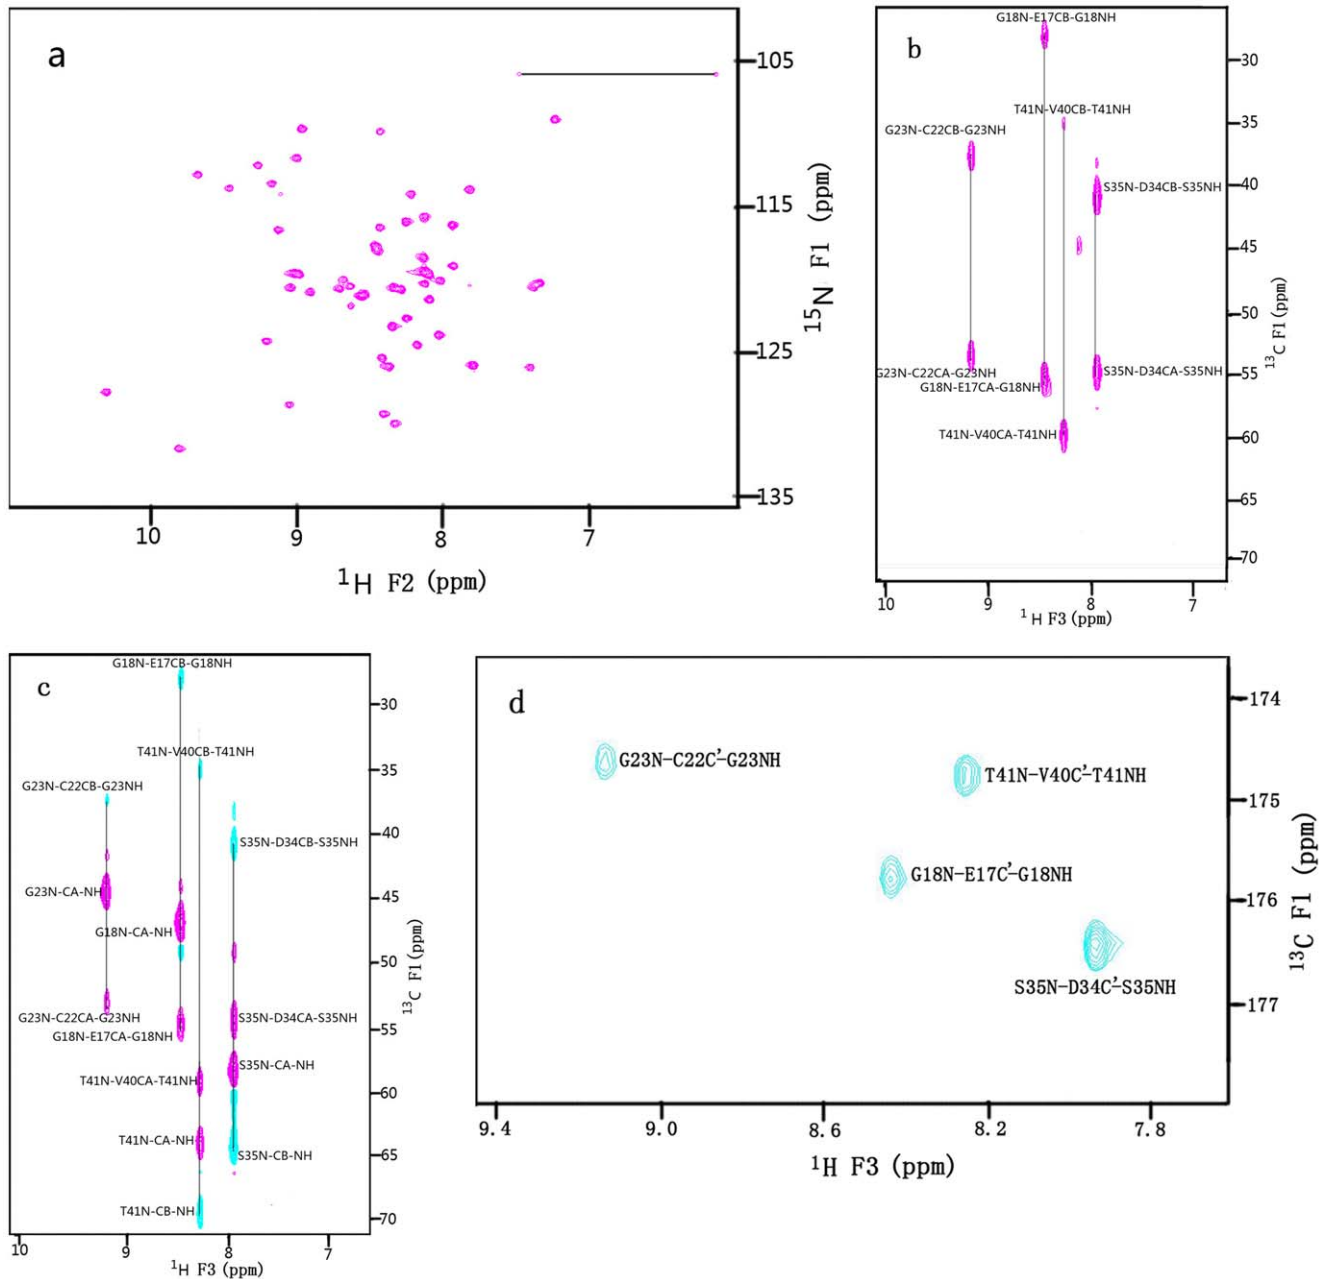 a
105
115
125
135
15N F1 (ppm)
10
9
8
7
1H F2 (ppm)
b
G18N-E17CB-G18NH
T41N-V40CB-T41NH
G23N-C22CB-G23NH
S35N-D34CB-S35NH
G23N-C22CA-G23NH
S35N-D34CA-S35NH
G18N-E17CA-G18NH
T41N-V40CA-T41NH
30
35
40
45
50
55
60
65
70
13C F1(ppm)
10
9
8
7
1H F3 (ppm)
c
G18N-E17CB-G18NH
T41N-V40CB-T41NH
G23N-C22CB-G23NH
S35N-D34CB-S35NH
G23N-CA-NH
G18N-CA-NH
G23N-C22CA-G23NH
S35N-D34CA-S35NH
G18N-E17CA-G18NH
S35N-CA-NH
T41N-V40CA-T41NH
T41N-CA-NH
S35N-CB-NH
T41N-CB-NH
30
35
40
45
50
55
60
65
70
13C F1(ppm)
10
9
8
7
1H F3 (ppm)
d
G23N-C22C'-G23NH
T41N-V40C'-T41NH
G18N-E17C'-G18NH
S35N-D34C'-S35NH
174
175
176
177
13C F1 (ppm)
9.4
9.0
8.6
8.2
7.8
1H F3 (ppm)